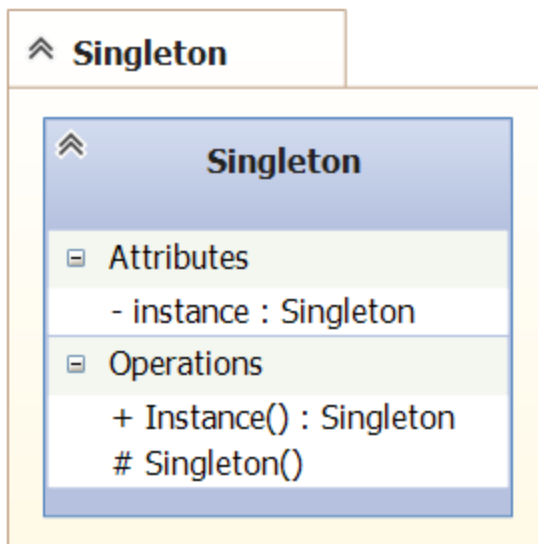 Singleton
Singleton
Attributes
- instance : Singleton
Operations
+ Instance() : Singleton
# Singleton()